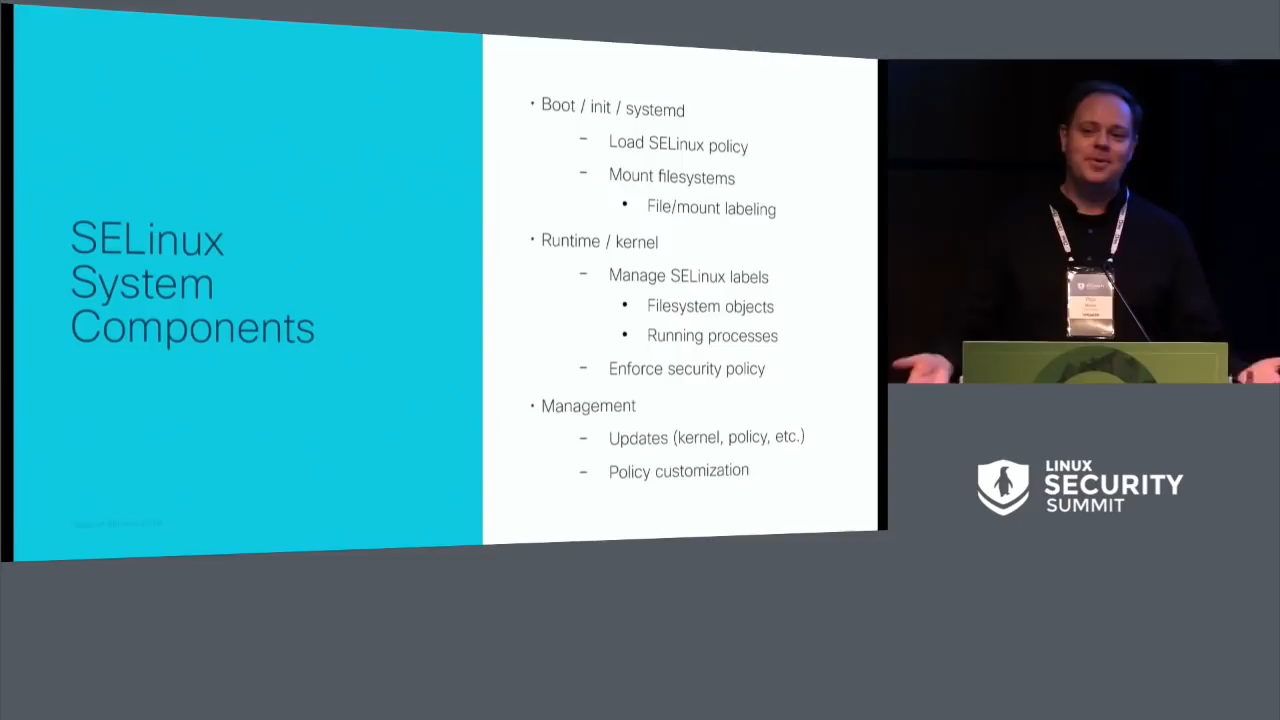 SELinux
System
Components
• Boot / init / systemd
– Load SELinux policy
– Mount filesystems
• File/mount labeling
• Runtime / kernel
– Manage SELinux labels
• Filesystem objects
• Running processes
– Enforce security policy
• Management
– Updates (kernel, policy, etc.)
– Policy customization
LINUX
SECURITY
SUMMIT